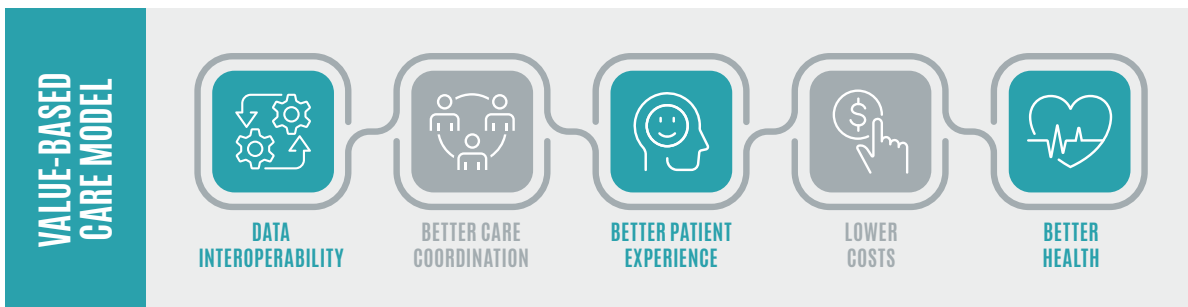 VALUE-BASED
CARE MODEL
$
DATA
INTEROPERABILITY
BETTER CARE
COORDINATION
BETTER PATIENT
EXPERIENCE
LOWER
COSTS
BETTER
HEALTH